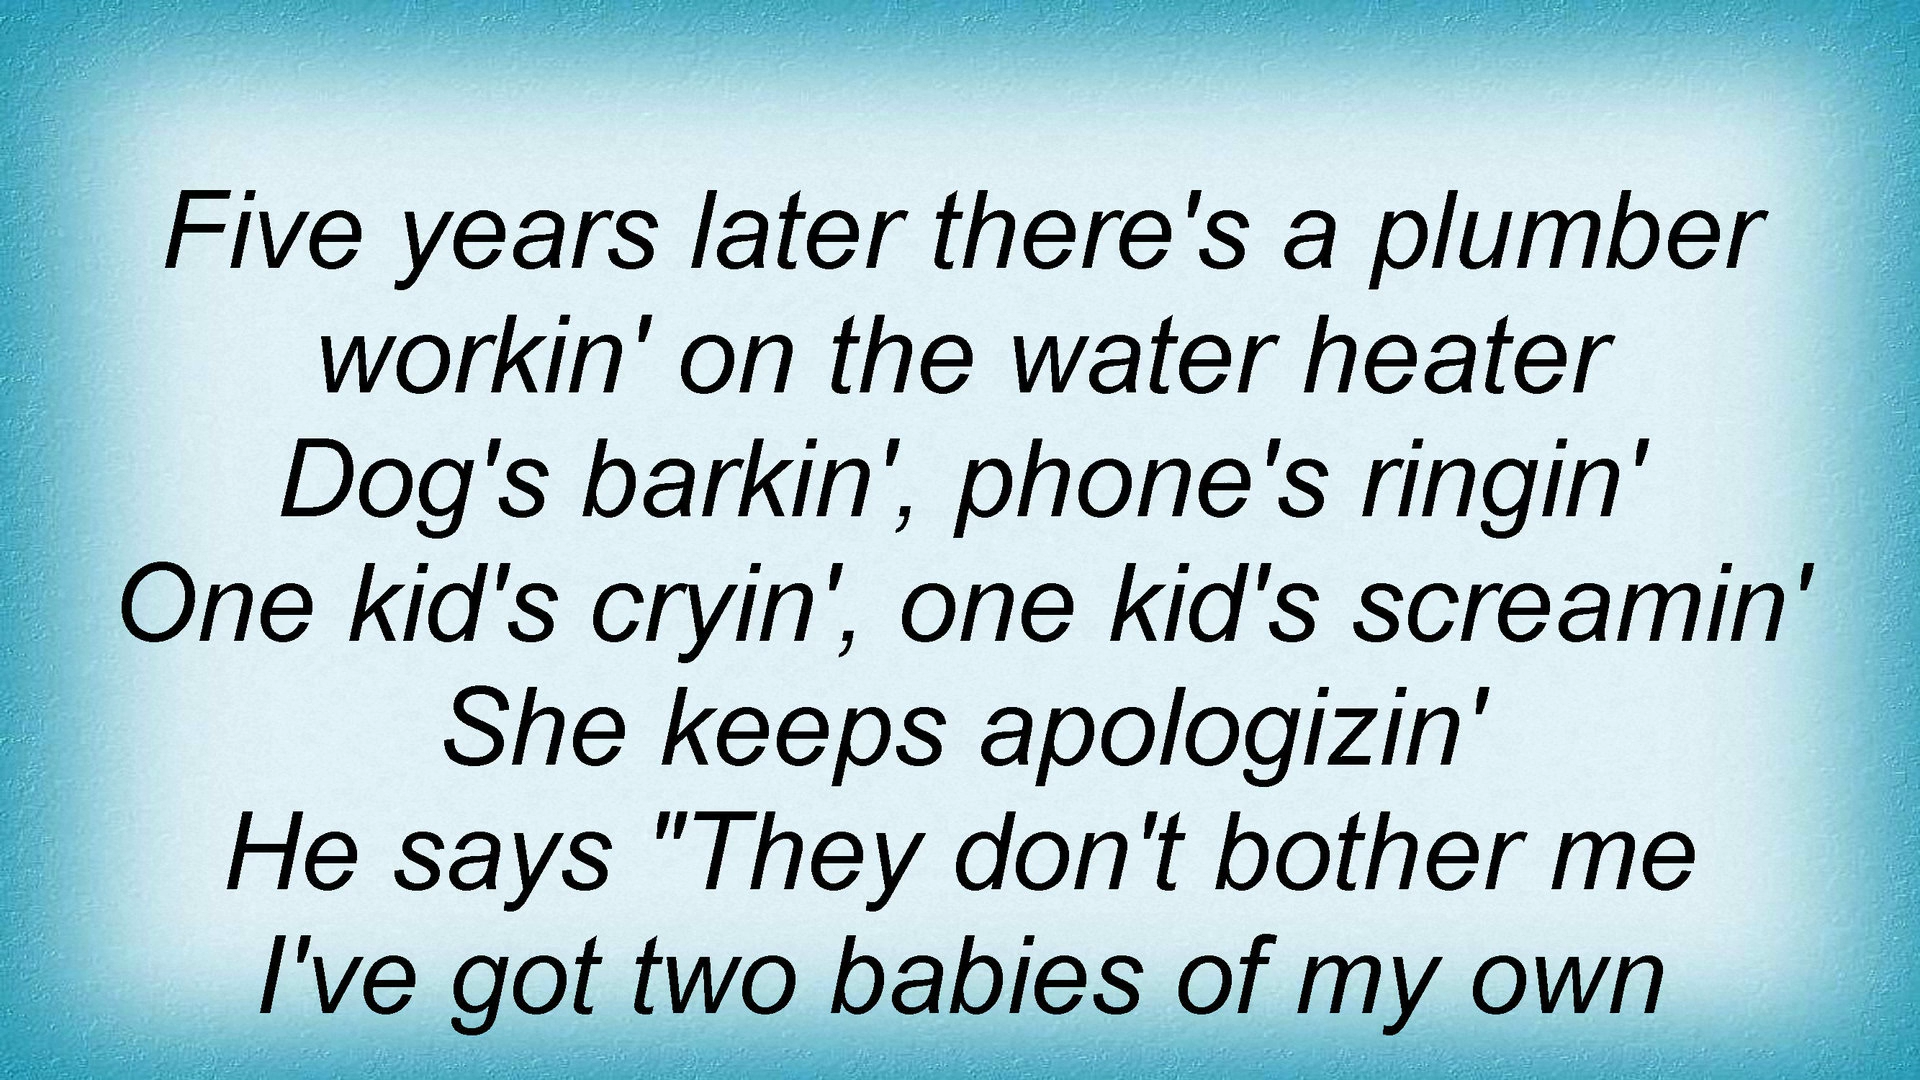 Five years later there's a plumber
workin' on the water heater
Dog's barkin', phone's ringin'
One kid's cryin', one kid's screamin'
She keeps apologizin'
He says "They don't bother me
I've got two babies of my own